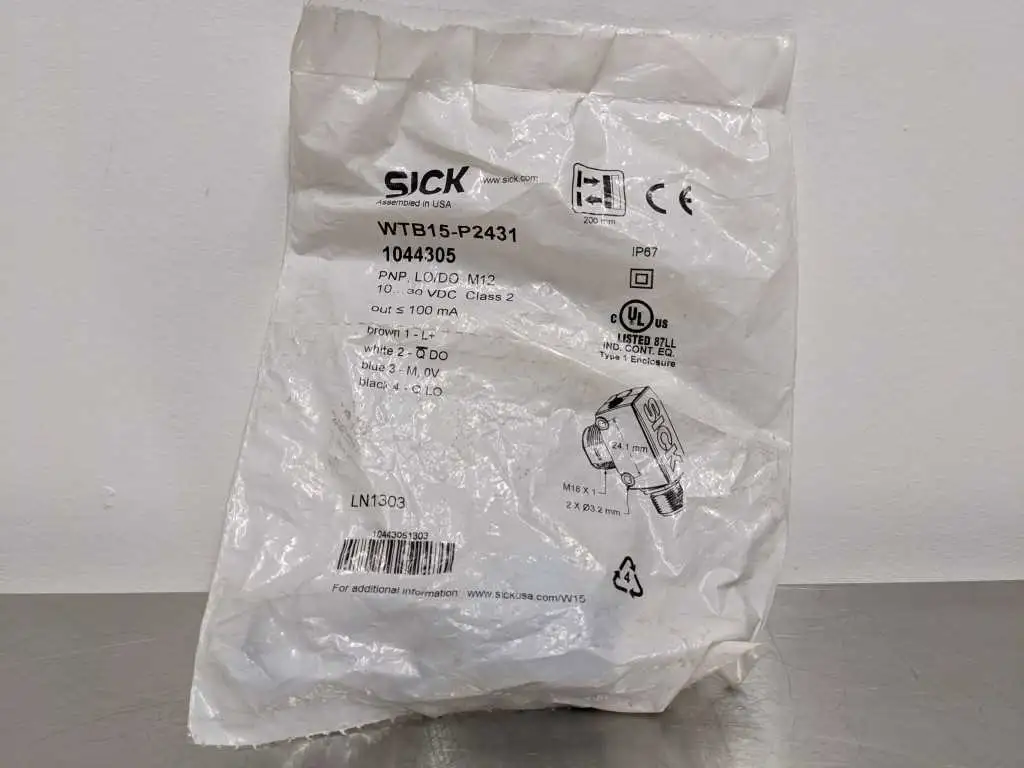 SICK www.sick.com
Assembled in USA
WTB15-P2431
1044305
PNP, LO/DO, M12
10...30 VDC Class 2
out ≤ 100 mA
brown 1 - L+
white 2 - Q̅ DO
blue 3 - M, 0V
black 4 - Q LO
200 mm
CE
IP67
C UL US
LISTED 87LL
IND. CONT. EQ.
Type 1 Enclosure
SICK
24.1 mm
M18 X 1
2 X Ø3.2 mm
LN1303
10443051303
4
For additional information: www.sickusa.com/W15